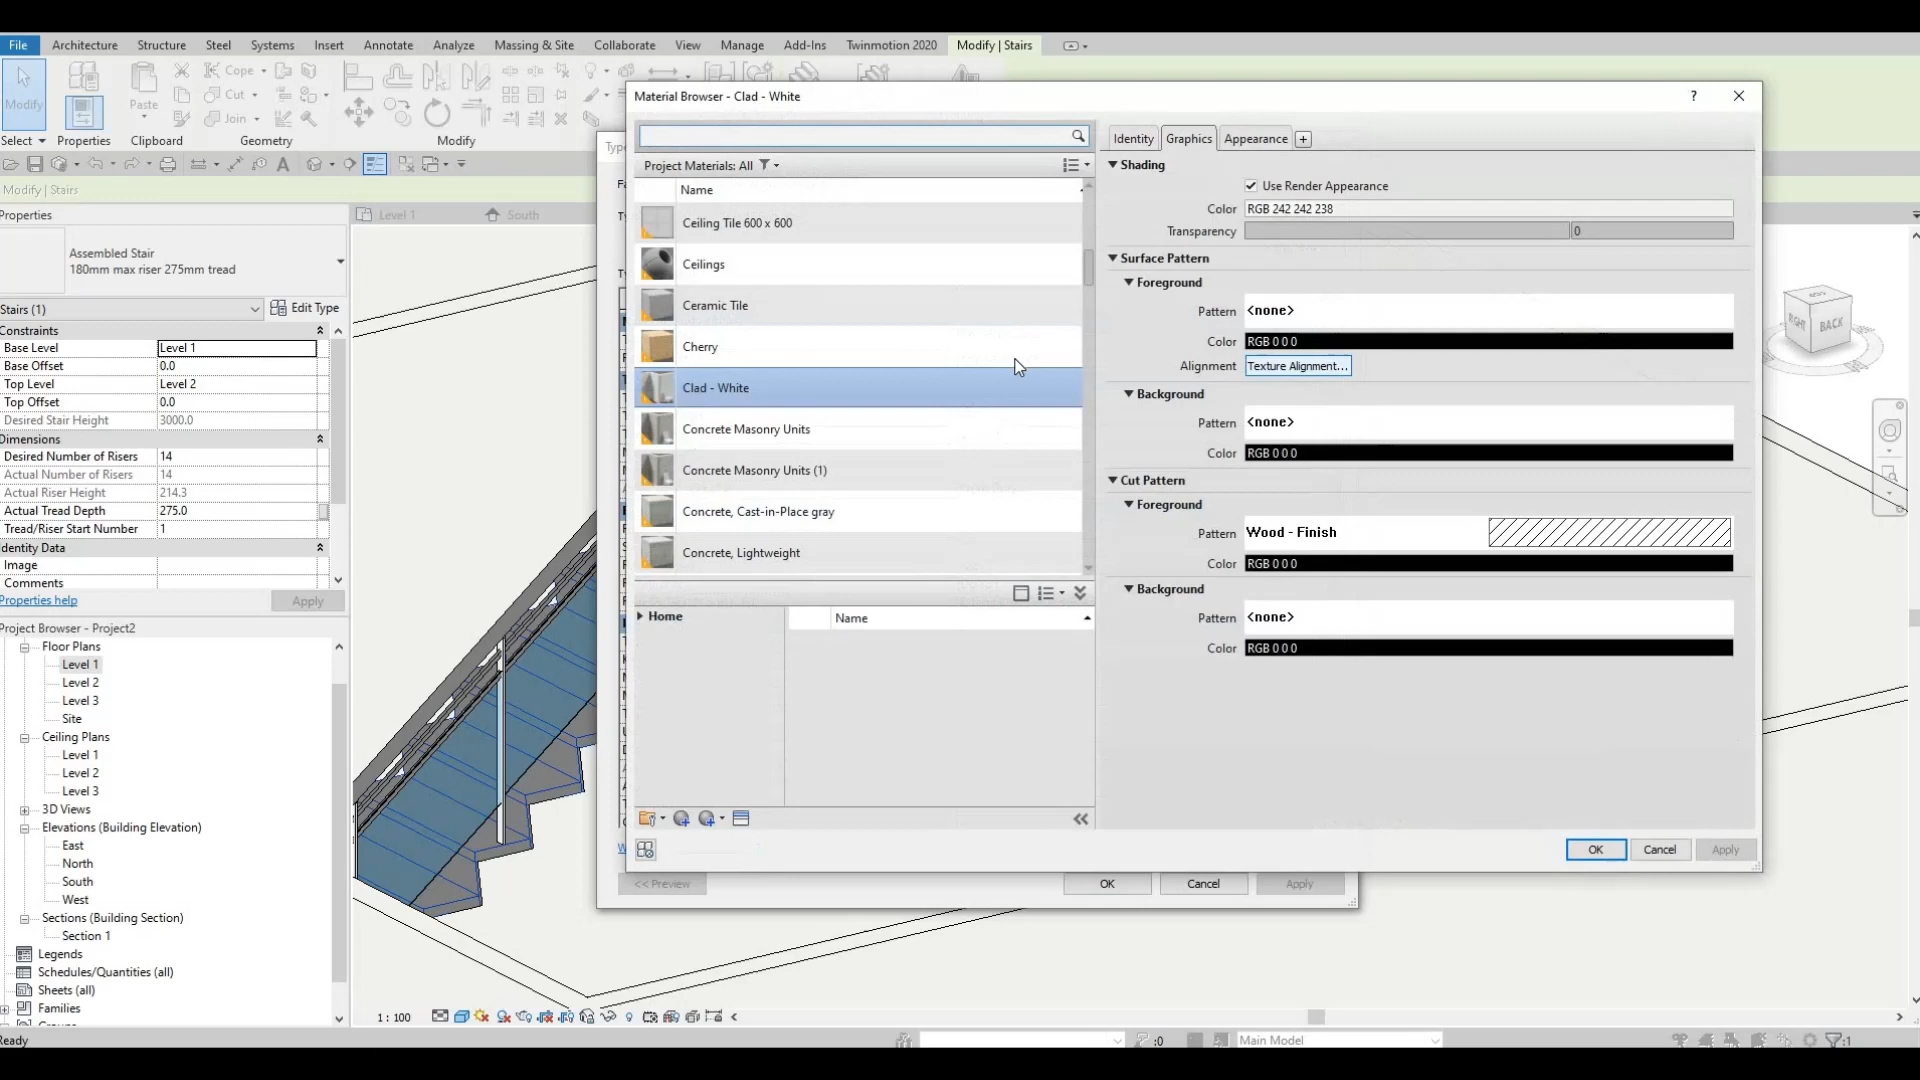 File Architecture Structure Steel Systems Insert Annotate Analyze Massing & Site Collaborate View Manage Add-Ins Twinmotion 2020 Modify | Stairs
Modify Paste Cope Cut Join
Select Properties Clipboard Geometry Modify
Modify | Stairs
Properties
Assembled Stair
180mm max riser 275mm tread
Stairs (1) Edit Type
Constraints
Base Level Level 1
Base Offset 0.0
Top Level Level 2
Top Offset 0.0
Desired Stair Height 3000.0
Dimensions
Desired Number of Risers 14
Actual Number of Risers 14
Actual Riser Height 214.3
Actual Tread Depth 275.0
Tread/Riser Start Number 1
Identity Data
Image
Comments
Properties help Apply
Project Browser - Project2
Floor Plans
Level 1
Level 2
Level 3
Site
Ceiling Plans
Level 1
Level 2
Level 3
3D Views
Elevations (Building Elevation)
East
North
South
West
Sections (Building Section)
Section 1
Legends
Schedules/Quantities (all)
Sheets (all)
Families
Ready
Level 1 South
Material Browser - Clad - White
? ×
Project Materials: All
Name
Ceiling Tile 600 x 600
Ceilings
Ceramic Tile
Cherry
Clad - White
Concrete Masonry Units
Concrete Masonry Units (1)
Concrete, Cast-in-Place gray
Concrete, Lightweight
Home Name
Identity Graphics Appearance +
Shading
Use Render Appearance
Color RGB 242 242 238
Transparency 0
Surface Pattern
Foreground
Pattern <none>
Color RGB 0 0 0
Alignment Texture Alignment...
Background
Pattern <none>
Color RGB 0 0 0
Cut Pattern
Foreground
Pattern Wood - Finish
Color RGB 0 0 0
Background
Pattern <none>
Color RGB 0 0 0
OK Cancel Apply
<< Preview OK Cancel Apply
RIGHT BACK
1 : 100
:0 Main Model :1